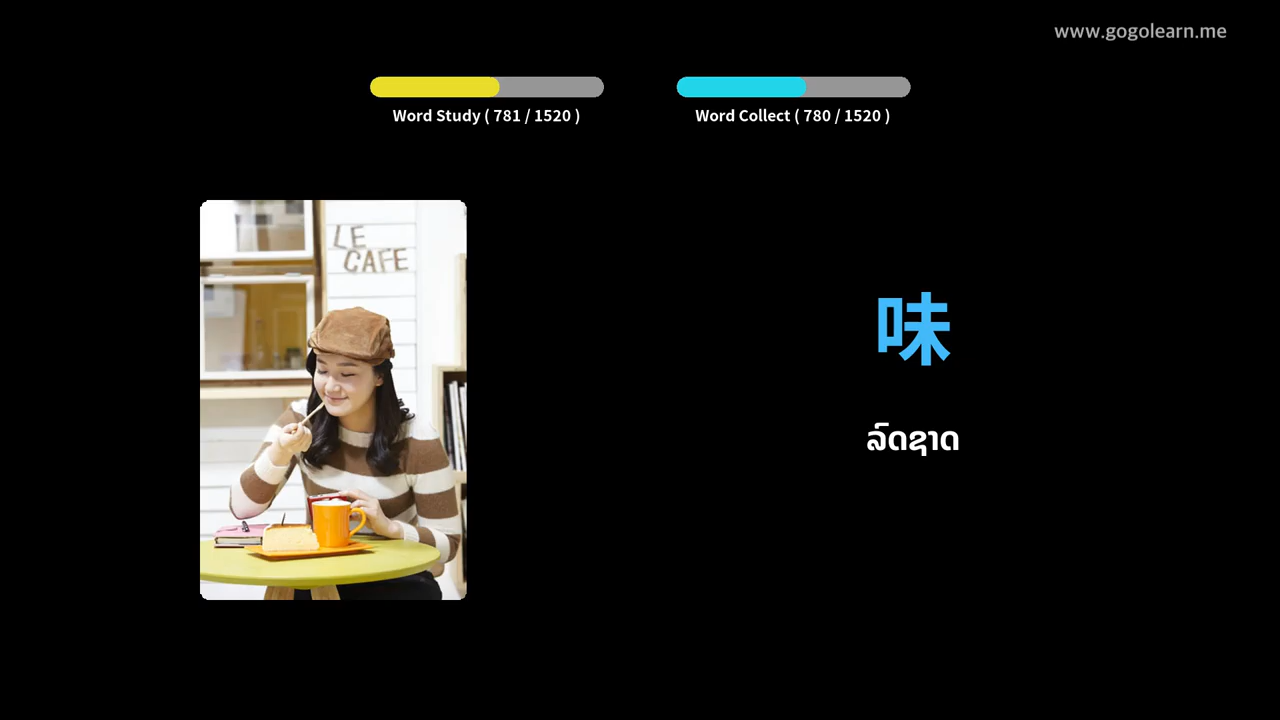 www.gogolearn.me
Word Study ( 781 / 1520 )
Word Collect ( 780 / 1520 )
LE
CAFE
味
ລົດຊາດ